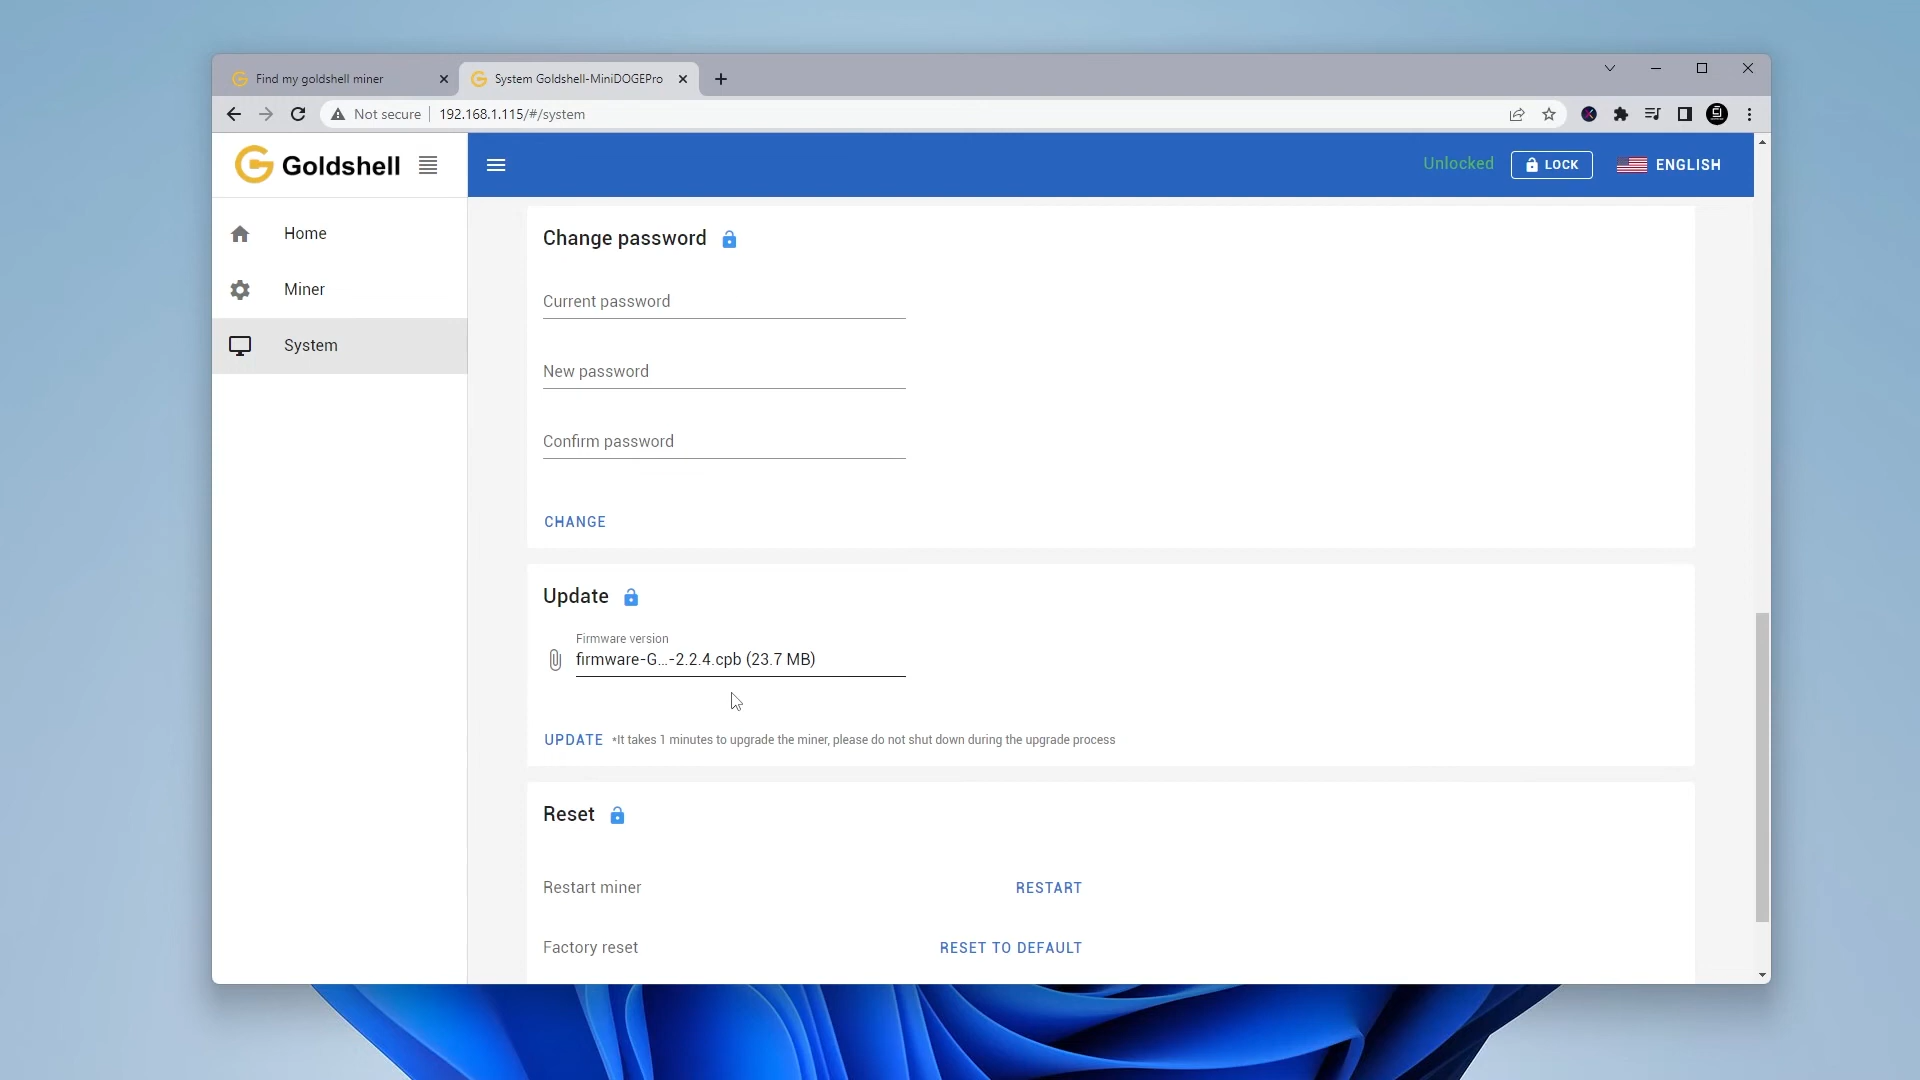 Find my goldshell miner
System Goldshell-MiniDOGEPro
Not secure
192.168.1.115/#/system
Goldshell
Unlocked
LOCK
ENGLISH
Home
Miner
System
Change password
Current password
New password
Confirm password
CHANGE
Update
Firmware version
firmware-G...-2.2.4.cpb (23.7 MB)
UPDATE *It takes 1 minutes to upgrade the miner, please do not shut down during the upgrade process
Reset
Restart miner RESTART
Factory reset RESET TO DEFAULT